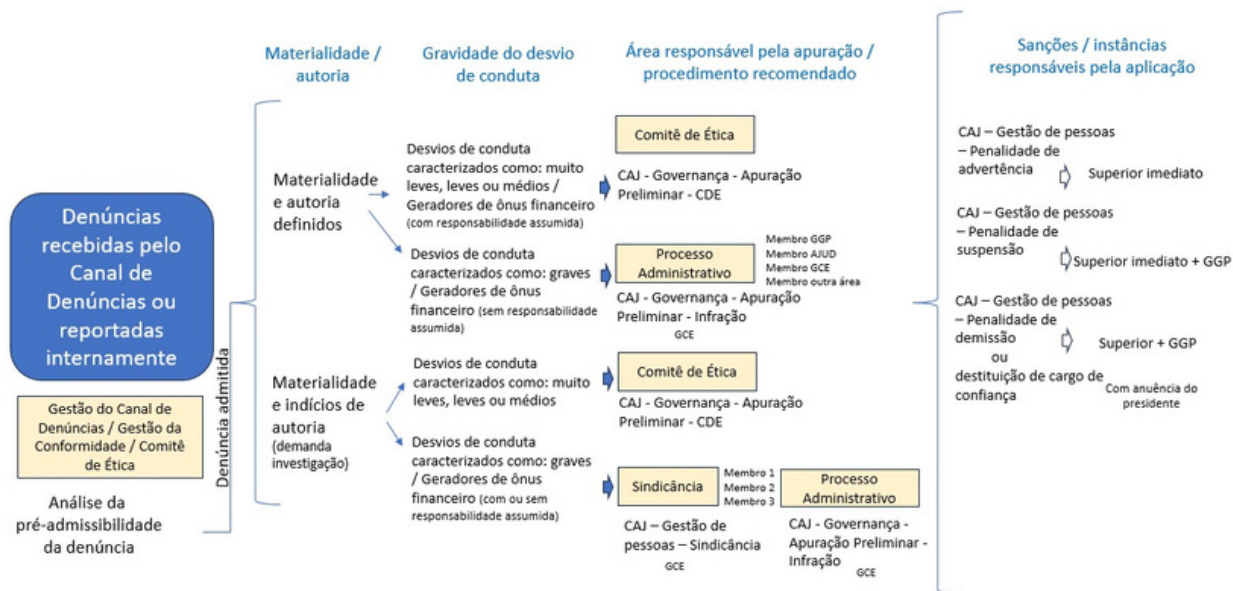 Materialidade /
autoria
Gravidade do desvio
de conduta
Área responsável pela apuração /
procedimento recomendado
Sanções / instâncias
responsáveis pela aplicação
Denúncias
recebidas pelo
Canal de
Denúncias ou
reportadas
internamente
Gestão do Canal de
Denúncias / Gestão da
Conformidade / Comitê
de Ética
Análise da
pré-admissibilidade
da denúncia
Denúncia admitida
Materialidade
e autoria
definidos
Desvios de conduta
caracterizados como: muito
leves, leves ou médios /
Geradores de ônus financeiro
(com responsabilidade assumida)
Comitê de Ética
CAJ - Governança - Apuração
Preliminar - CDE
Desvios de conduta
caracterizados como: graves
/ Geradores de ônus
financeiro (sem responsabilidade
assumida)
Processo
Administrativo
Membro GGP
Membro AJUD
Membro GCE
Membro outra área
CAJ - Governança - Apuração
Preliminar - Infração
GCE
Materialidade
e indícios de
autoria
(demanda
investigação)
Desvios de conduta
caracterizados como: muito
leves, leves ou médios
Comitê de Ética
CAJ - Governança - Apuração
Preliminar - CDE
Desvios de conduta
caracterizados como: graves
/ Geradores de ônus
financeiro (com ou sem
responsabilidade assumida)
Sindicância
Membro 1
Membro 2
Membro 3
CAJ – Gestão de
pessoas – Sindicância
GCE
Processo
Administrativo
CAJ - Governança -
Apuração Preliminar -
Infração
GCE
CAJ – Gestão de pessoas
– Penalidade de
advertência
Superior imediato
CAJ – Gestão de pessoas
– Penalidade de
suspensão
Superior imediato + GGP
CAJ – Gestão de pessoas
– Penalidade de
demissão
ou
destituição de cargo de
confiança
Superior + GGP
Com anuência do
presidente